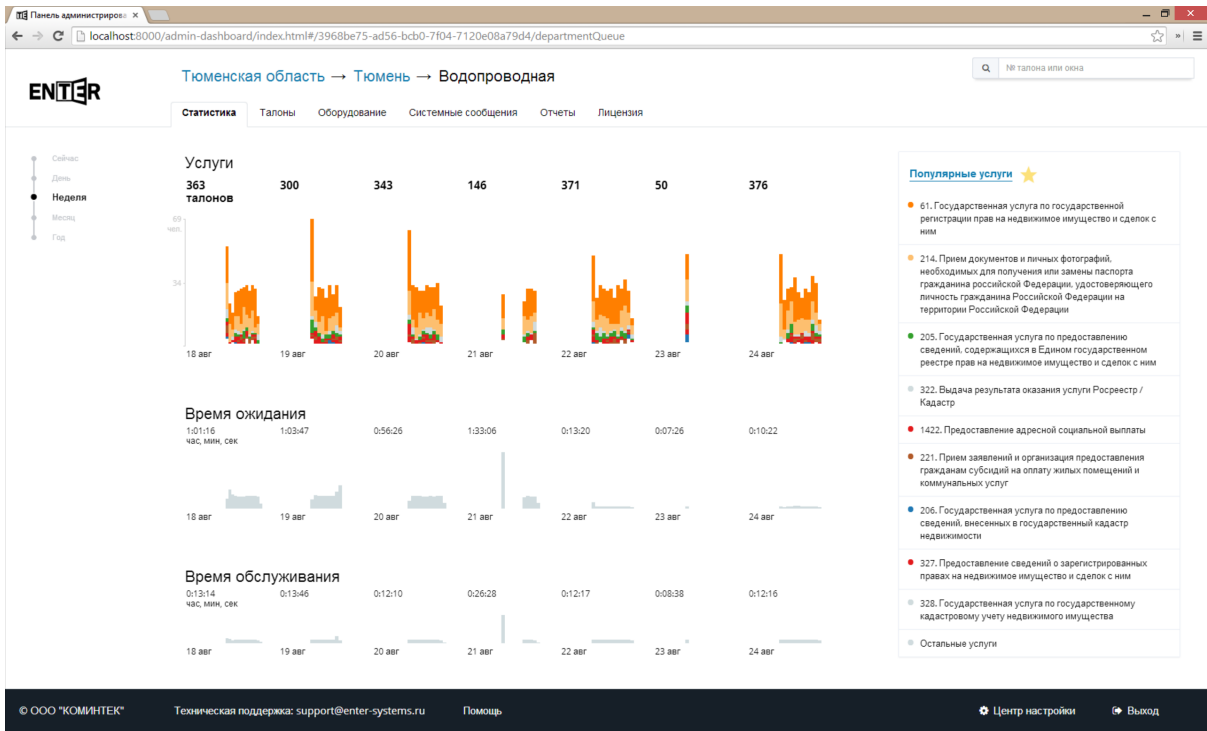 Панель администрирова
localhost:8000/admin-dashboard/index.html#/3968be75-ad56-bcb0-7f04-7120e08a79d4/departmentQueue
ENTER
Тюменская область → Тюмень → Водопроводная
№ талона или окна
Статистика Талоны Оборудование Системные сообщения Отчеты Лицензия
Сейчас
День
Неделя
Месяц
Год
Услуги
363 300 343 146 371 50 376
талонов
69
чел.
34
18 авг 19 авг 20 авг 21 авг 22 авг 23 авг 24 авг
Время ожидания
1:01:16 1:03:47 0:56:26 1:33:06 0:13:20 0:07:26 0:10:22
час, мин, сек
18 авг 19 авг 20 авг 21 авг 22 авг 23 авг 24 авг
Время обслуживания
0:13:14 0:13:46 0:12:10 0:26:28 0:12:17 0:08:38 0:12:16
час, мин, сек
18 авг 19 авг 20 авг 21 авг 22 авг 23 авг 24 авг
Популярные услуги
61. Государственная услуга по государственной
регистрации прав на недвижимое имущество и сделок с
ним
214. Прием документов и личных фотографий,
необходимых для получения или замены паспорта
гражданина российской Федерации, удостоверяющего
личность гражданина Российской Федерации на
территории Российской Федерации
205. Государственная услуга по предоставлению
сведений, содержащихся в Едином государственном
реестре прав на недвижимое имущество и сделок с ним
322. Выдача результата оказания услуги Росреестр /
Кадастр
1422. Предоставление адресной социальной выплаты
221. Прием заявлений и организация предоставления
гражданам субсидий на оплату жилых помещений и
коммунальных услуг
206. Государственная услуга по предоставлению
сведений, внесенных в государственный кадастр
недвижимости
327. Предоставление сведений о зарегистрированных
правах на недвижимое имущество и сделок с ним
328. Государственная услуга по государственному
кадастровому учету недвижимого имущества
Остальные услуги
© ООО "КОМИНТЕК" Техническая поддержка: support@enter-systems.ru Помощь Центр настройки Выход